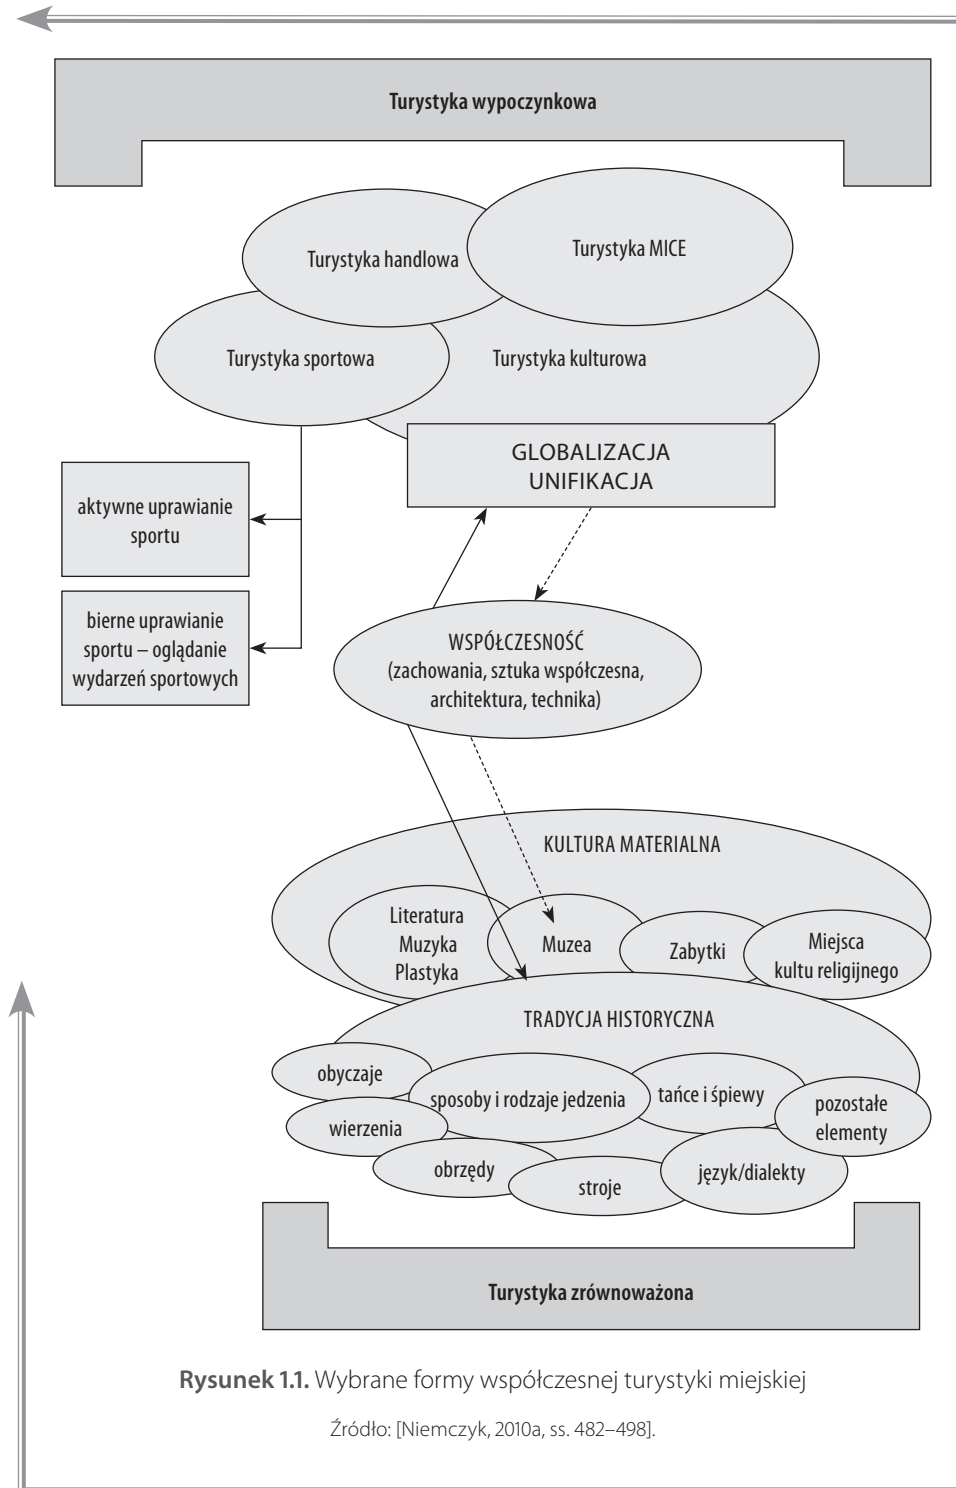 Turystyka wypoczynkowa
Turystyka handlowa
Turystyka MICE
Turystyka sportowa
Turystyka kulturowa
GLOBALIZACJA
UNIFIKACJA
aktywne uprawianie
sportu
bierne uprawianie
sportu – oglądanie
wydarzeń sportowych
WSPÓŁCZESNOŚĆ
(zachowania, sztuka współczesna,
architektura, technika)
KULTURA MATERIALNA
Literatura
Muzyka
Plastyka
Muzea
Zabytki
Miejsca
kultu religijnego
TRADYCJA HISTORYCZNA
obyczaje
sposoby i rodzaje jedzenia
tańce i śpiewy
pozostałe
elementy
wierzenia
obrzędy
stroje
język/dialekty
Turystyka zrównoważona
Rysunek 1.1. Wybrane formy współczesnej turystyki miejskiej
Źródło: [Niemczyk, 2010a, ss. 482–498].